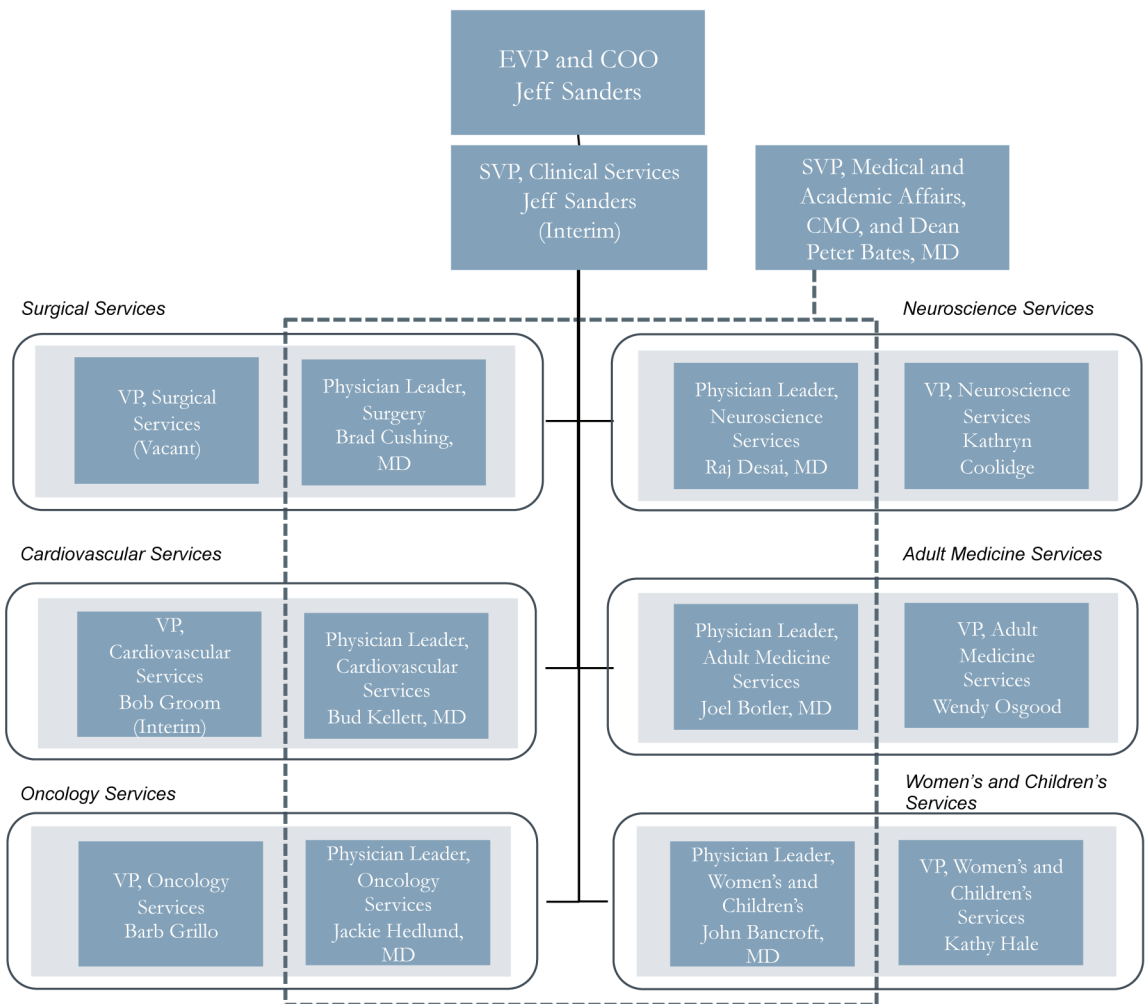 EVP and COO
Jeff Sanders
SVP, Clinical Services
Jeff Sanders
(Interim)
SVP, Medical and
Academic Affairs,
CMO, and Dean
Peter Bates, MD
Surgical Services
VP, Surgical
Services
(Vacant)
Physician Leader,
Surgery
Brad Cushing,
MD
Neuroscience Services
Physician Leader,
Neuroscience
Services
Raj Desai, MD
VP, Neuroscience
Services
Kathryn
Coolidge
Cardiovascular Services
VP,
Cardiovascular
Services
Bob Groom
(Interim)
Physician Leader,
Cardiovascular
Services
Bud Kellett, MD
Adult Medicine Services
Physician Leader,
Adult Medicine
Services
Joel Botler, MD
VP, Adult
Medicine
Services
Wendy Osgood
Oncology Services
VP, Oncology
Services
Barb Grillo
Physician Leader,
Oncology
Services
Jackie Hedlund,
MD
Women's and Children's
Services
Physician Leader,
Women's and
Children's
John Bancroft,
MD
VP, Women's and
Children's
Services
Kathy Hale